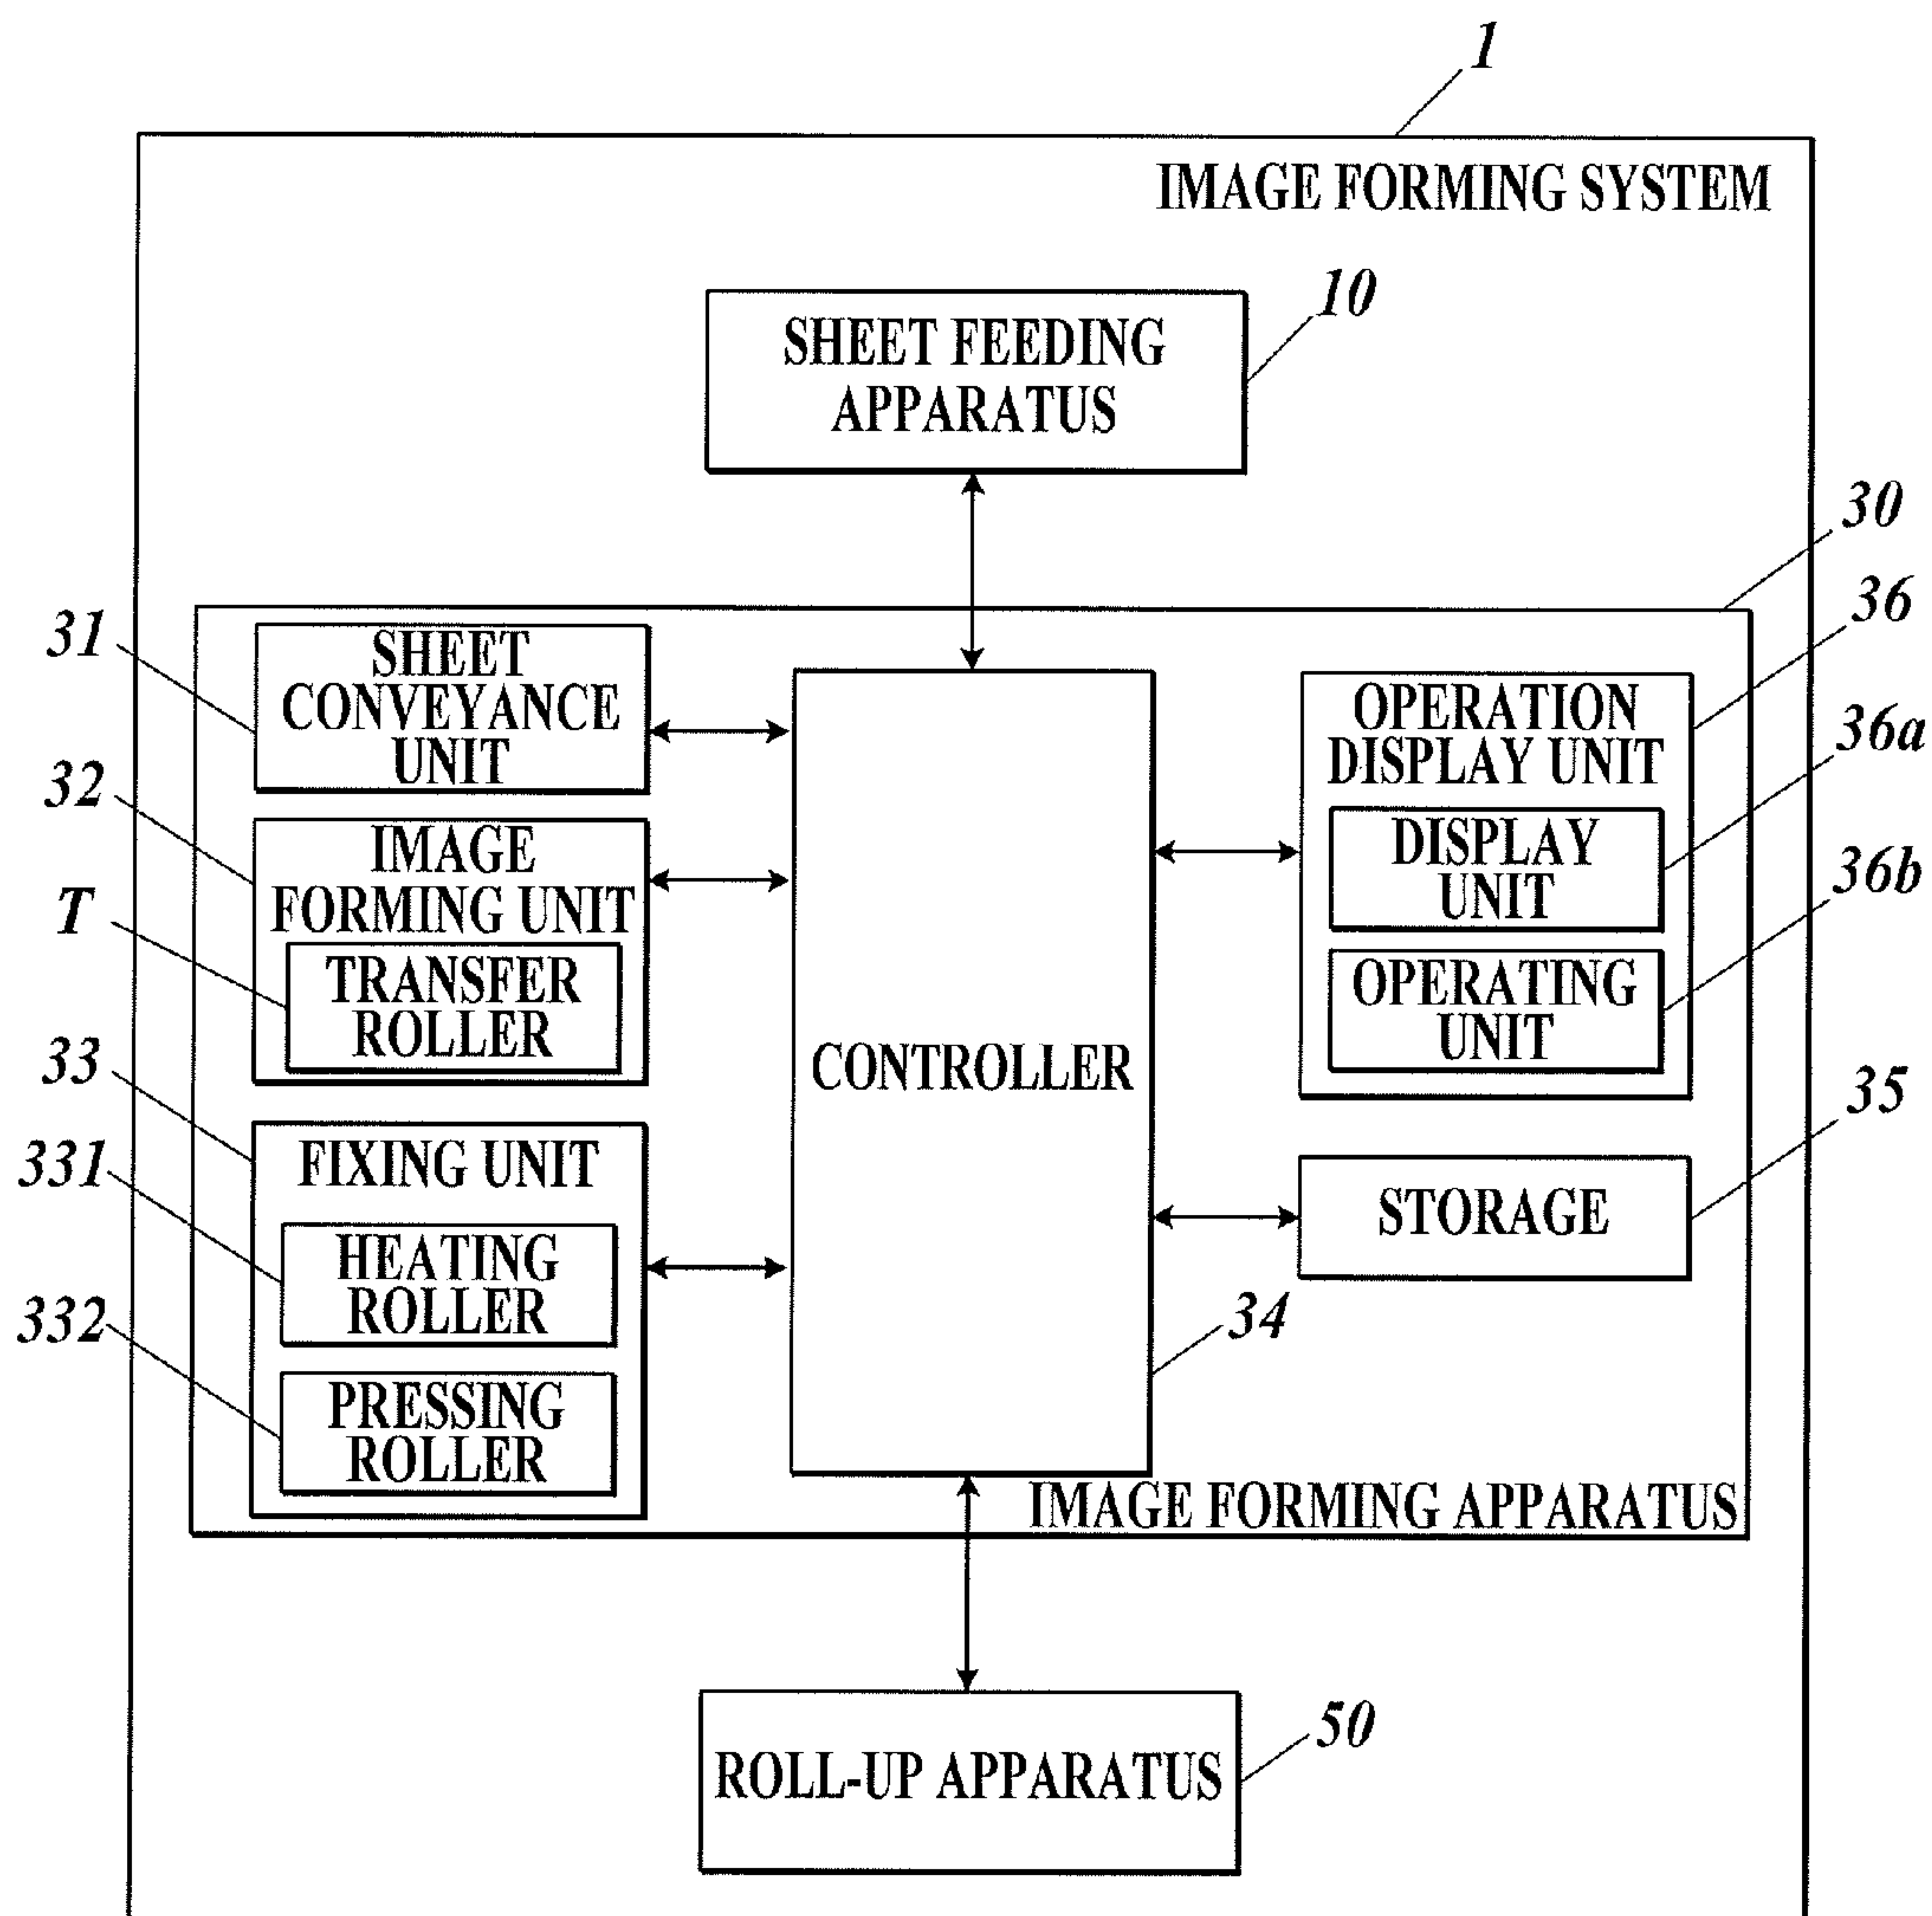 1
IMAGE FORMING SYSTEM
10
SHEET FEEDING
APPARATUS
30
31
SHEET
CONVEYANCE
UNIT
32
IMAGE
FORMING UNIT
T
TRANSFER
ROLLER
33
FIXING UNIT
331
HEATING
ROLLER
332
PRESSING
ROLLER
CONTROLLER
34
36
OPERATION
DISPLAY UNIT
36a
DISPLAY
UNIT
36b
OPERATING
UNIT
35
STORAGE
IMAGE FORMING APPARATUS
50
ROLL-UP APPARATUS